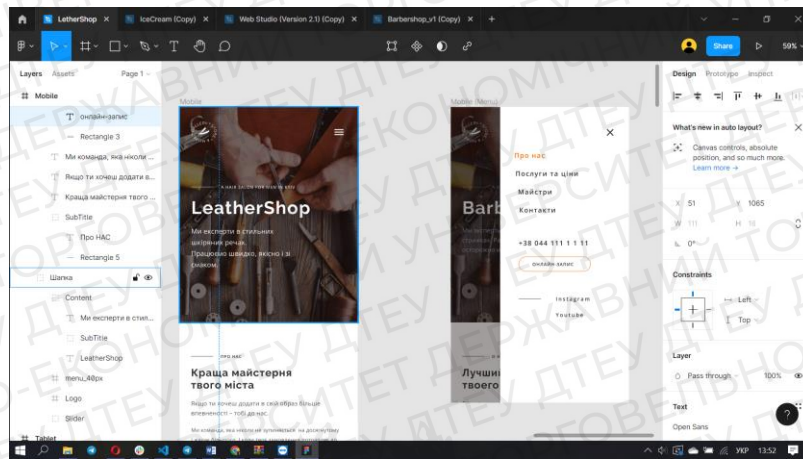 LetherShop
IceCream (Copy)
Web Studio (Version 2.1) (Copy)
Barbershop_v1 (Copy)
Share
59%
Layers
Assets
Page 1
Mobile
онлайн-запис
Rectangle 3
Ми команда, яка ніколи ...
Якщо ти хочеш додати в...
Краща майстерня твого ...
SubTitle
Про НАС
Rectangle 5
Шапка
Content
Ми експерти в стил...
SubTitle
LeatherShop
menu_40px
Logo
Slider
Tablet
Mobile
LeatherShop
Ми експерти в стильних
шкіряних речах.
Працюємо швидко, якісно і зі
смаком.
ПРО НАС
Краща майстерня
твого міста
Якщо ти хочеш додати в свій образ більше
впевненості – тобі до нас.
Mobile (Menu)
Barb
Про нас
Послуги та ціни
Майстри
Контакти
+38 044 111 1 1 11
ОНЛАЙН-ЗАПИС
Instagram
Youtube
Лучши
твоего
Design
Prototype
Inspect
What's new in auto layout?
Canvas controls, absolute
position, and so much more.
Learn more →
X 51
Y 1065
W 111
H 16
0°
Constraints
Left
Top
Layer
Pass through
100%
Text
Open Sans
?
УКР
13:52
ДТЕУ
ДЕРЖАВНИЙ